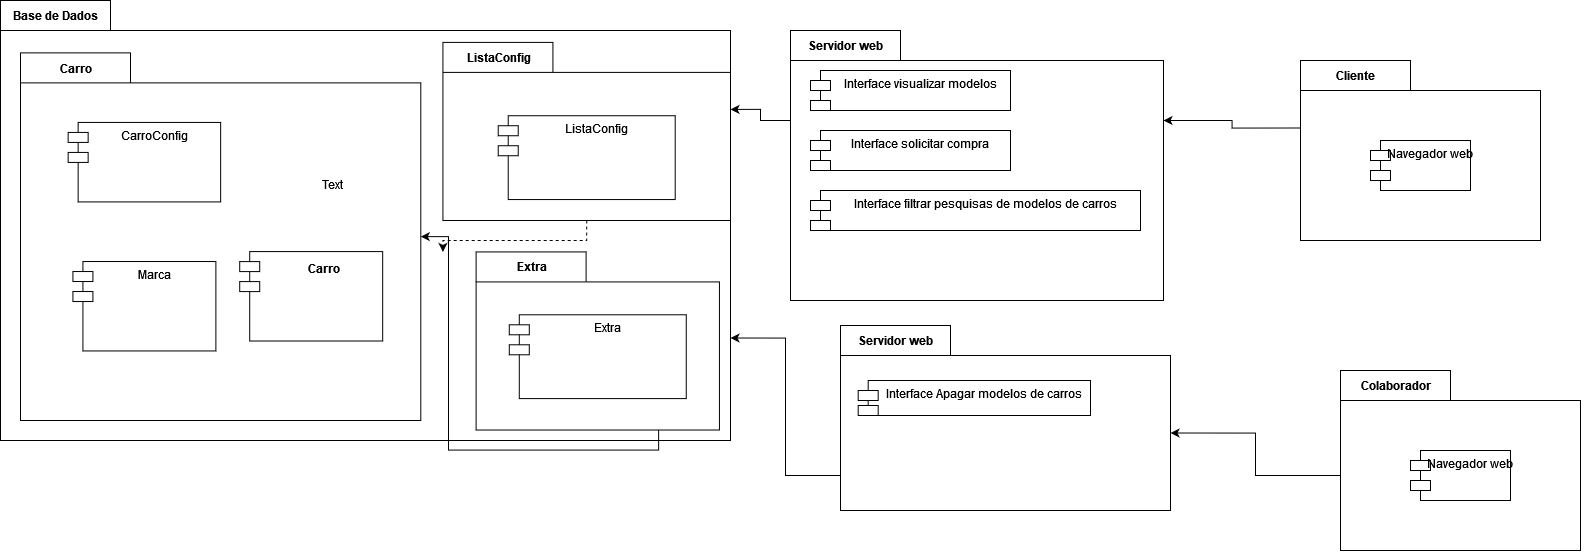 Base de Dados
Carro
CarroConfig
Text
Marca
Carro
ListaConfig
ListaConfig
Extra
Extra
Servidor web
Interface visualizar modelos
Interface solicitar compra
Interface filtrar pesquisas de modelos de carros
Cliente
Navegador web
Servidor web
Interface Apagar modelos de carros
Colaborador
Navegador web